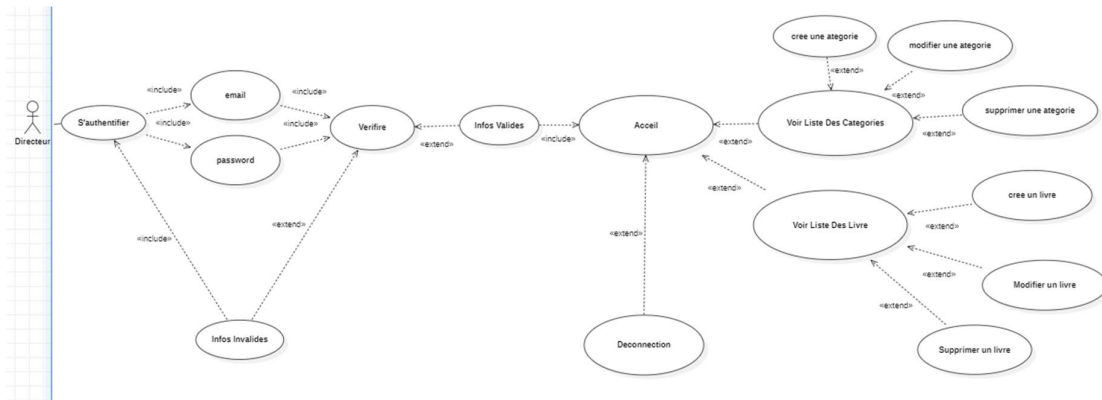 Directeur
S'authentifier
«include»
«include»
email
password
«include»
«include»
Verifire
«extend»
Infos Valides
«include»
Acceil
«include»
«extend»
Infos Invalides
«extend»
Deconnection
«extend»
Voir Liste Des Categories
cree une ategorie
«extend»
modifier une ategorie
«extend»
supprimer une ategorie
«extend»
«extend»
Voir Liste Des Livre
cree un livre
«extend»
Modifier un livre
«extend»
Supprimer un livre
«extend»